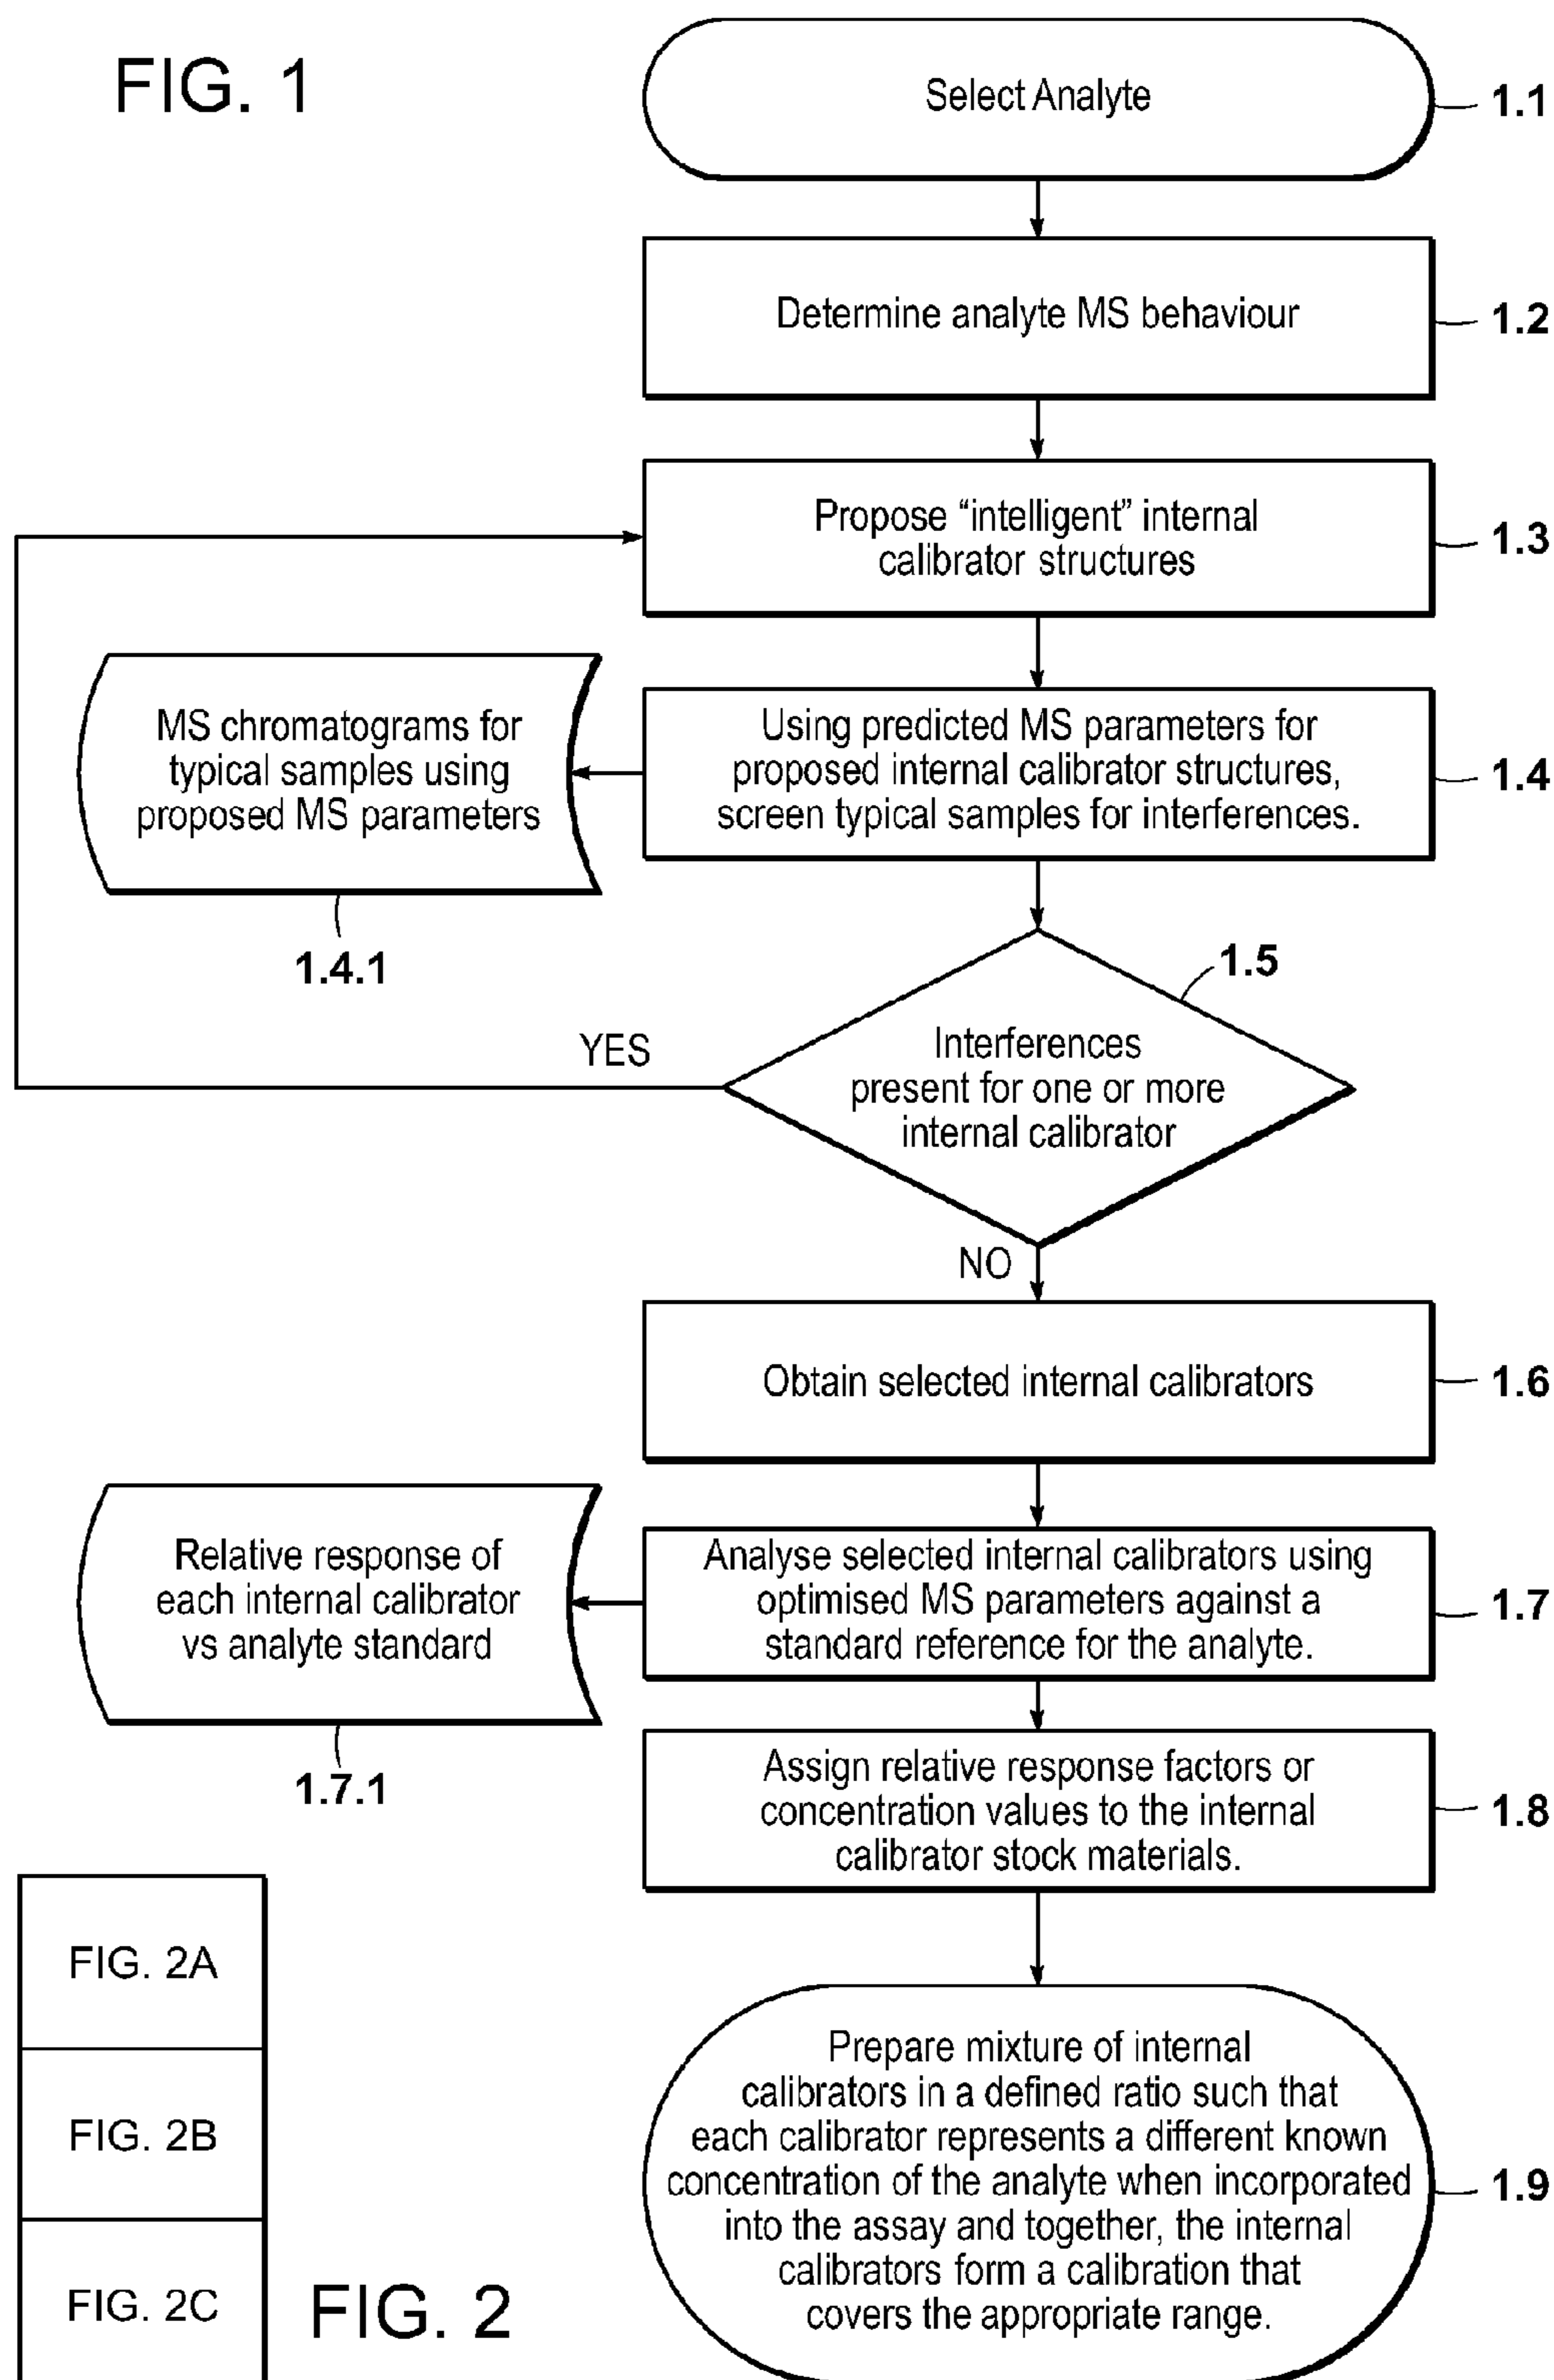 FIG. 1
Select Analyte
1.1
Determine analyte MS behaviour
1.2
Propose “intelligent” internal
calibrator structures
1.3
MS chromatograms for
typical samples using
proposed MS parameters
1.4.1
Using predicted MS parameters for
proposed internal calibrator structures,
screen typical samples for interferences.
1.4
1.5
Interferences
present for one or more
internal calibrator
YES
NO
Obtain selected internal calibrators
1.6
Relative response of
each internal calibrator
vs analyte standard
1.7.1
Analyse selected internal calibrators using
optimised MS parameters against a
standard reference for the analyte.
1.7
Assign relative response factors or
concentration values to the internal
calibrator stock materials.
1.8
Prepare mixture of internal
calibrators in a defined ratio such that
each calibrator represents a different known
concentration of the analyte when incorporated
into the assay and together, the internal
calibrators form a calibration that
covers the appropriate range.
1.9
FIG. 2A
FIG. 2B
FIG. 2C
FIG. 2